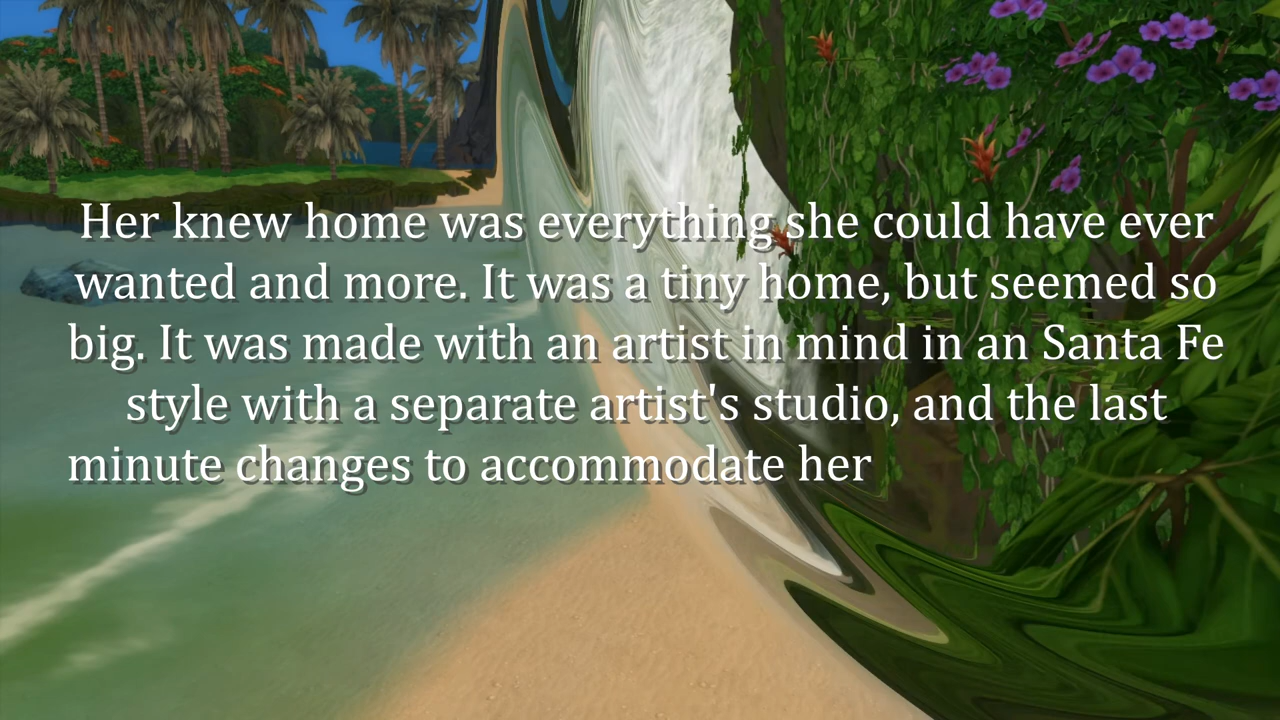 Her knew home was everything she could have ever
wanted and more. It was a tiny home, but seemed so
big. It was made with an artist in mind in an Santa Fe
style with a separate artist's studio, and the last
minute changes to accommodate her